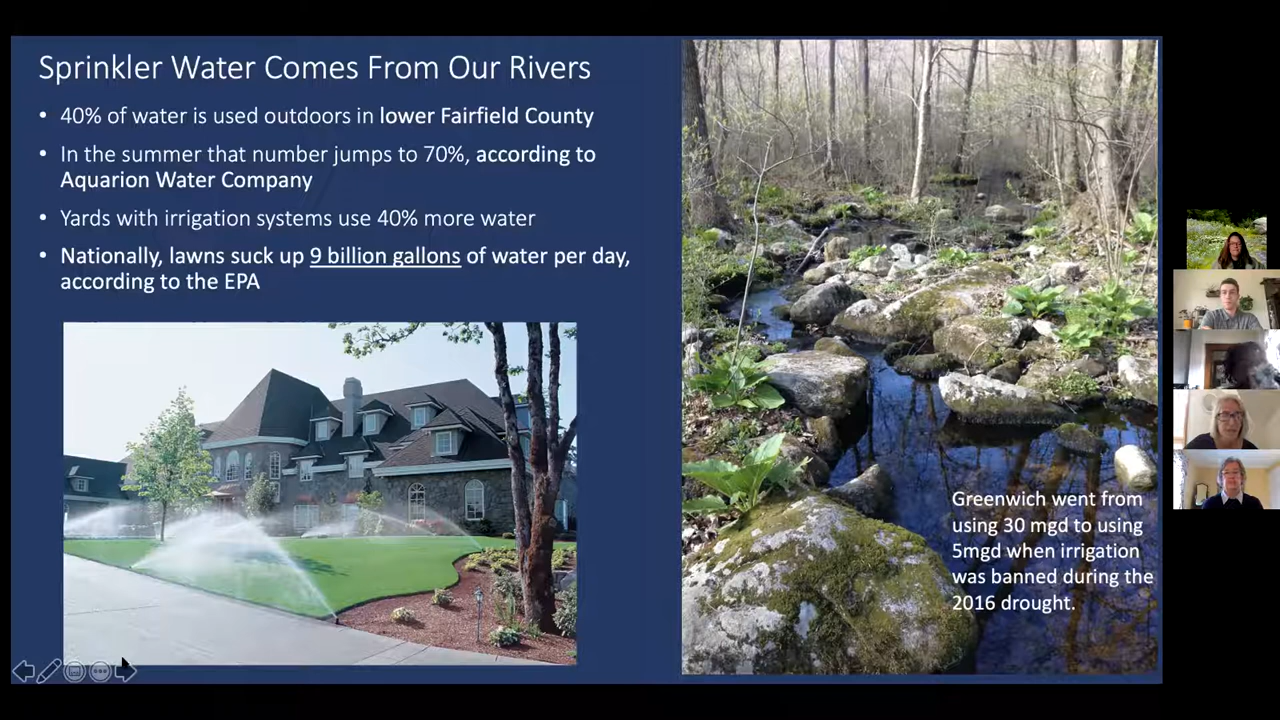 Sprinkler Water Comes From Our Rivers
• 40% of water is used outdoors in lower Fairfield County
• In the summer that number jumps to 70%, according to
Aquarion Water Company
• Yards with irrigation systems use 40% more water
• Nationally, lawns suck up 9 billion gallons of water per day,
according to the EPA
Greenwich went from
using 30 mgd to using
5mgd when irrigation
was banned during the
2016 drought.